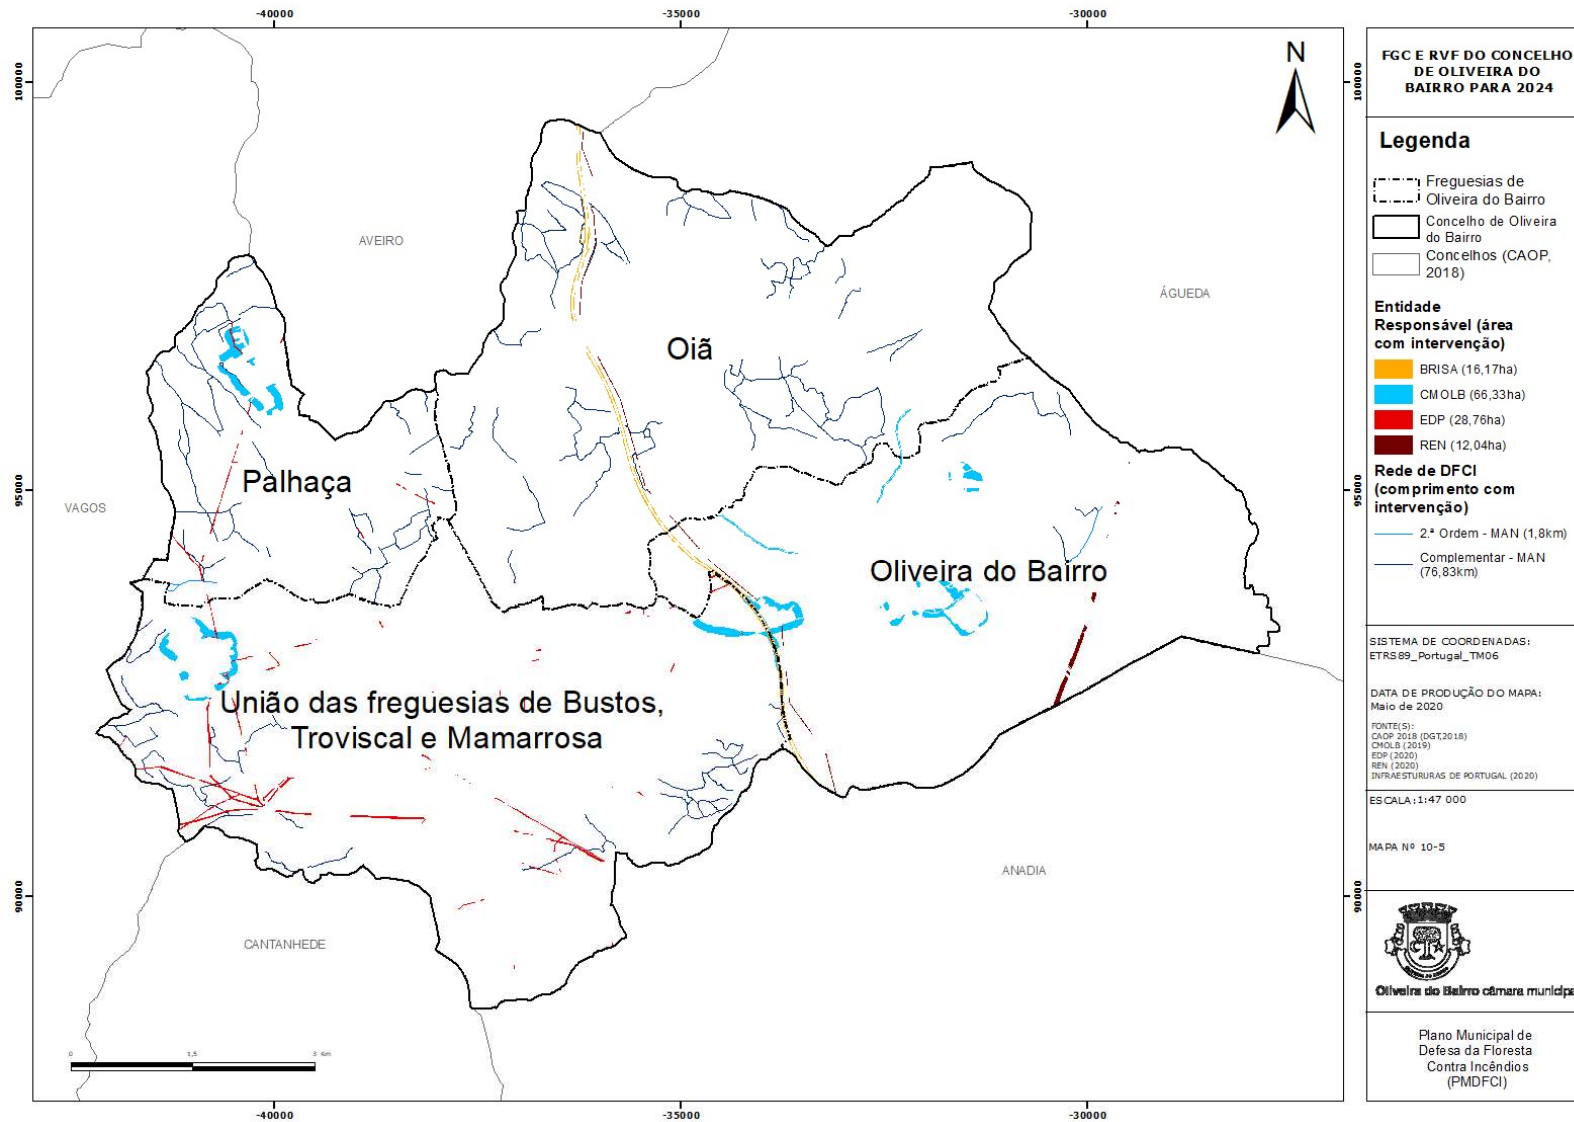 -40000
-35000
-30000
100000
100000
N
AVEIRO
ÁGUEDA
Oiã
Palhaça
VAGOS
95000
95000
Oliveira do Bairro
União das freguesias de Bustos,
Troviscal e Mamarrosa
ANADIA
90000
90000
CANTANHEDE
0 1,5 3 Km
-40000
-35000
-30000
FGC E RVF DO CONCELHO
DE OLIVEIRA DO
BAIRRO PARA 2024
Legenda
Freguesias de
Oliveira do Bairro
Concelho de Oliveira
do Bairro
Concelhos (CAOP,
2018)
Entidade
Responsável (área
com intervenção)
BRISA (16,17ha)
CMOLB (66,33ha)
EDP (28,76ha)
REN (12,04ha)
Rede de DFCI
(comprimento com
intervenção)
2.ª Ordem - MAN (1,8km)
Complementar - MAN
(76,83km)
SISTEMA DE COORDENADAS:
ETRS89_Portugal_TM06
DATA DE PRODUÇÃO DO MAPA:
Maio de 2020
FONTE(S):
CAOP 2018 (DGT,2018)
CMOLB (2019)
EDP (2020)
REN (2020)
INFRAESTURURAS DE PORTUGAL (2020)
ESCALA:1:47 000
MAPA Nº 10-5
Oliveira do Bairro câmara municipa
Plano Municipal de
Defesa da Floresta
Contra Incêndios
(PMDFCI)